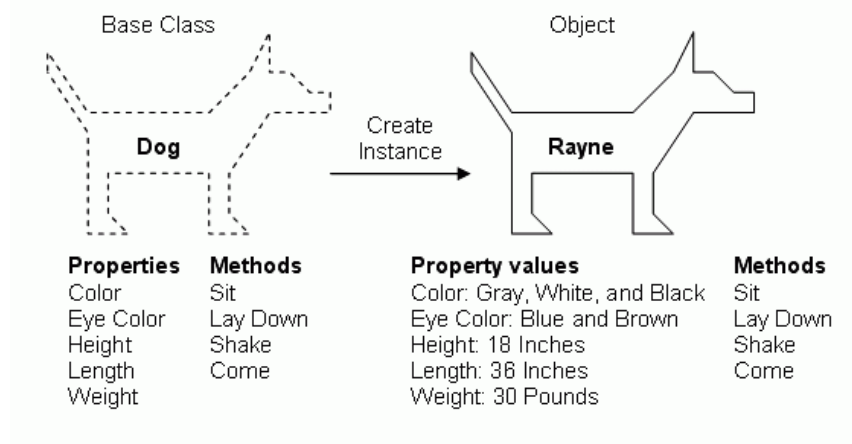 Base Class
Object
Dog
Create
Instance
Rayne
Properties
Color
Eye Color
Height
Length
Weight
Methods
Sit
Lay Down
Shake
Come
Property values
Color: Gray, White, and Black
Eye Color: Blue and Brown
Height: 18 Inches
Length: 36 Inches
Weight: 30 Pounds
Methods
Sit
Lay Down
Shake
Come